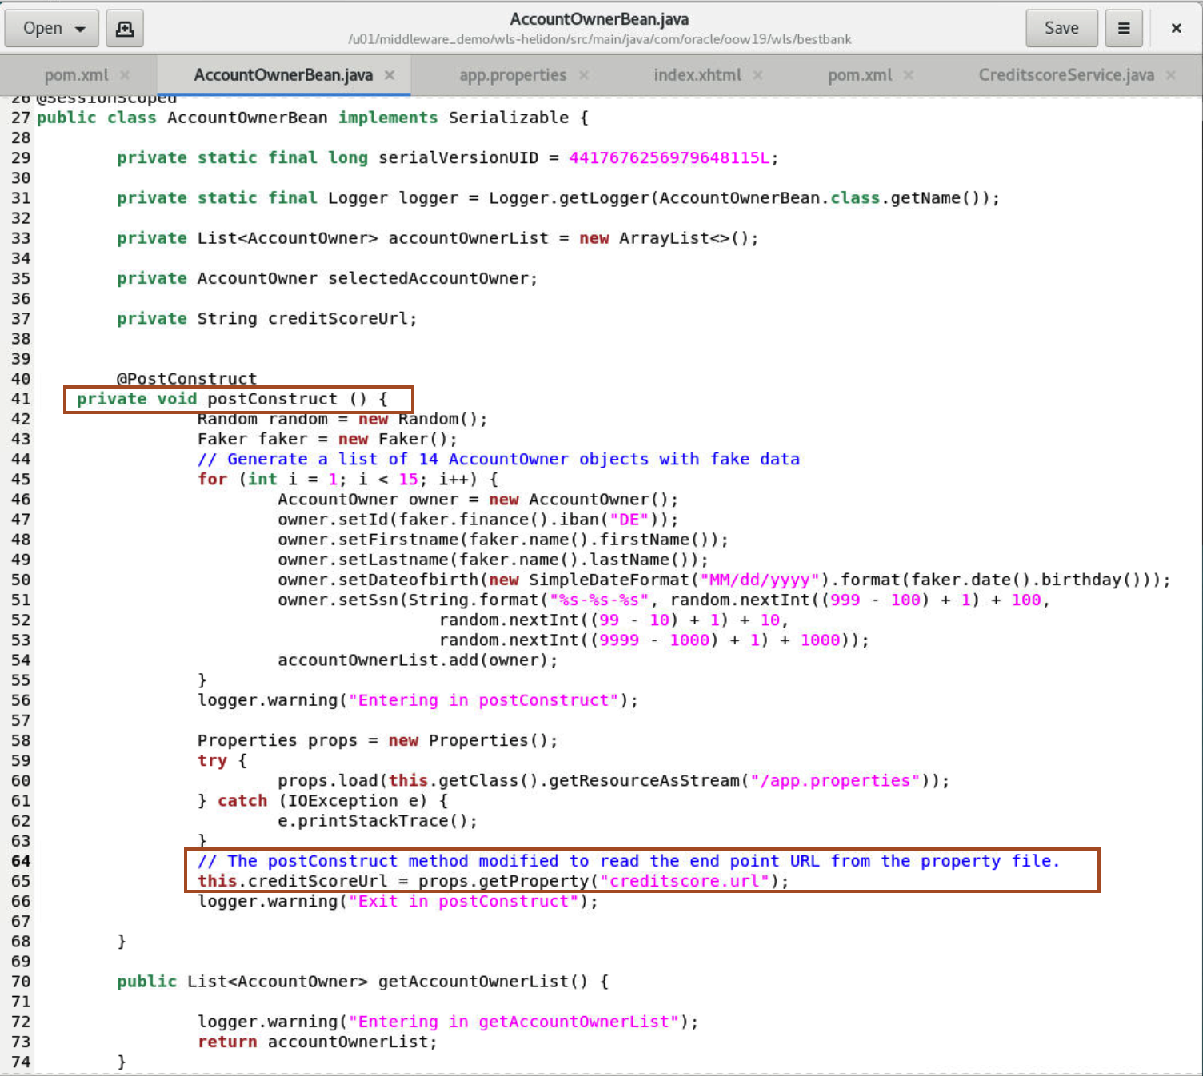 Open
AccountOwnerBean.java
/u01/middleware_demo/wls-helidon/src/main/java/com/oracle/oow19/wls/bestbank
Save
pom.xml × AccountOwnerBean.java × app.properties × index.xhtml × pom.xml × CreditscoreService.java ×
26 @SessionScoped
27 public class AccountOwnerBean implements Serializable {
28
29 private static final long serialVersionUID = 4417676256979648115L;
30
31 private static final Logger logger = Logger.getLogger(AccountOwnerBean.class.getName());
32
33 private List<AccountOwner> accountOwnerList = new ArrayList<>();
34
35 private AccountOwner selectedAccountOwner;
36
37 private String creditScoreUrl;
38
39
40 @PostConstruct
41 private void postConstruct () {
42 Random random = new Random();
43 Faker faker = new Faker();
44 // Generate a list of 14 AccountOwner objects with fake data
45 for (int i = 1; i < 15; i++) {
46 AccountOwner owner = new AccountOwner();
47 owner.setId(faker.finance().iban("DE"));
48 owner.setFirstname(faker.name().firstName());
49 owner.setLastname(faker.name().lastName());
50 owner.setDateofbirth(new SimpleDateFormat("MM/dd/yyyy").format(faker.date().birthday()));
51 owner.setSsn(String.format("%s-%s-%s", random.nextInt((999 - 100) + 1) + 100,
52 random.nextInt((99 - 10) + 1) + 10,
53 random.nextInt((9999 - 1000) + 1) + 1000));
54 accountOwnerList.add(owner);
55 }
56 logger.warning("Entering in postConstruct");
57
58 Properties props = new Properties();
59 try {
60 props.load(this.getClass().getResourceAsStream("/app.properties"));
61 } catch (IOException e) {
62 e.printStackTrace();
63 }
64 // The postConstruct method modified to read the end point URL from the property file.
65 this.creditScoreUrl = props.getProperty("creditscore.url");
66 logger.warning("Exit in postConstruct");
67
68 }
69
70 public List<AccountOwner> getAccountOwnerList() {
71
72 logger.warning("Entering in getAccountOwnerList");
73 return accountOwnerList;
74 }